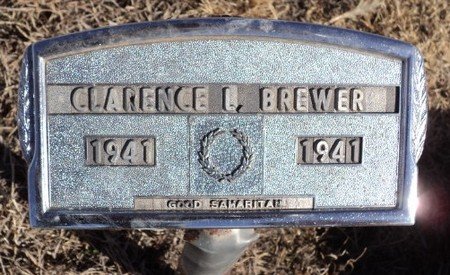 CLARENCE L. BREWER
1941 1941
GOOD SAMARITAN